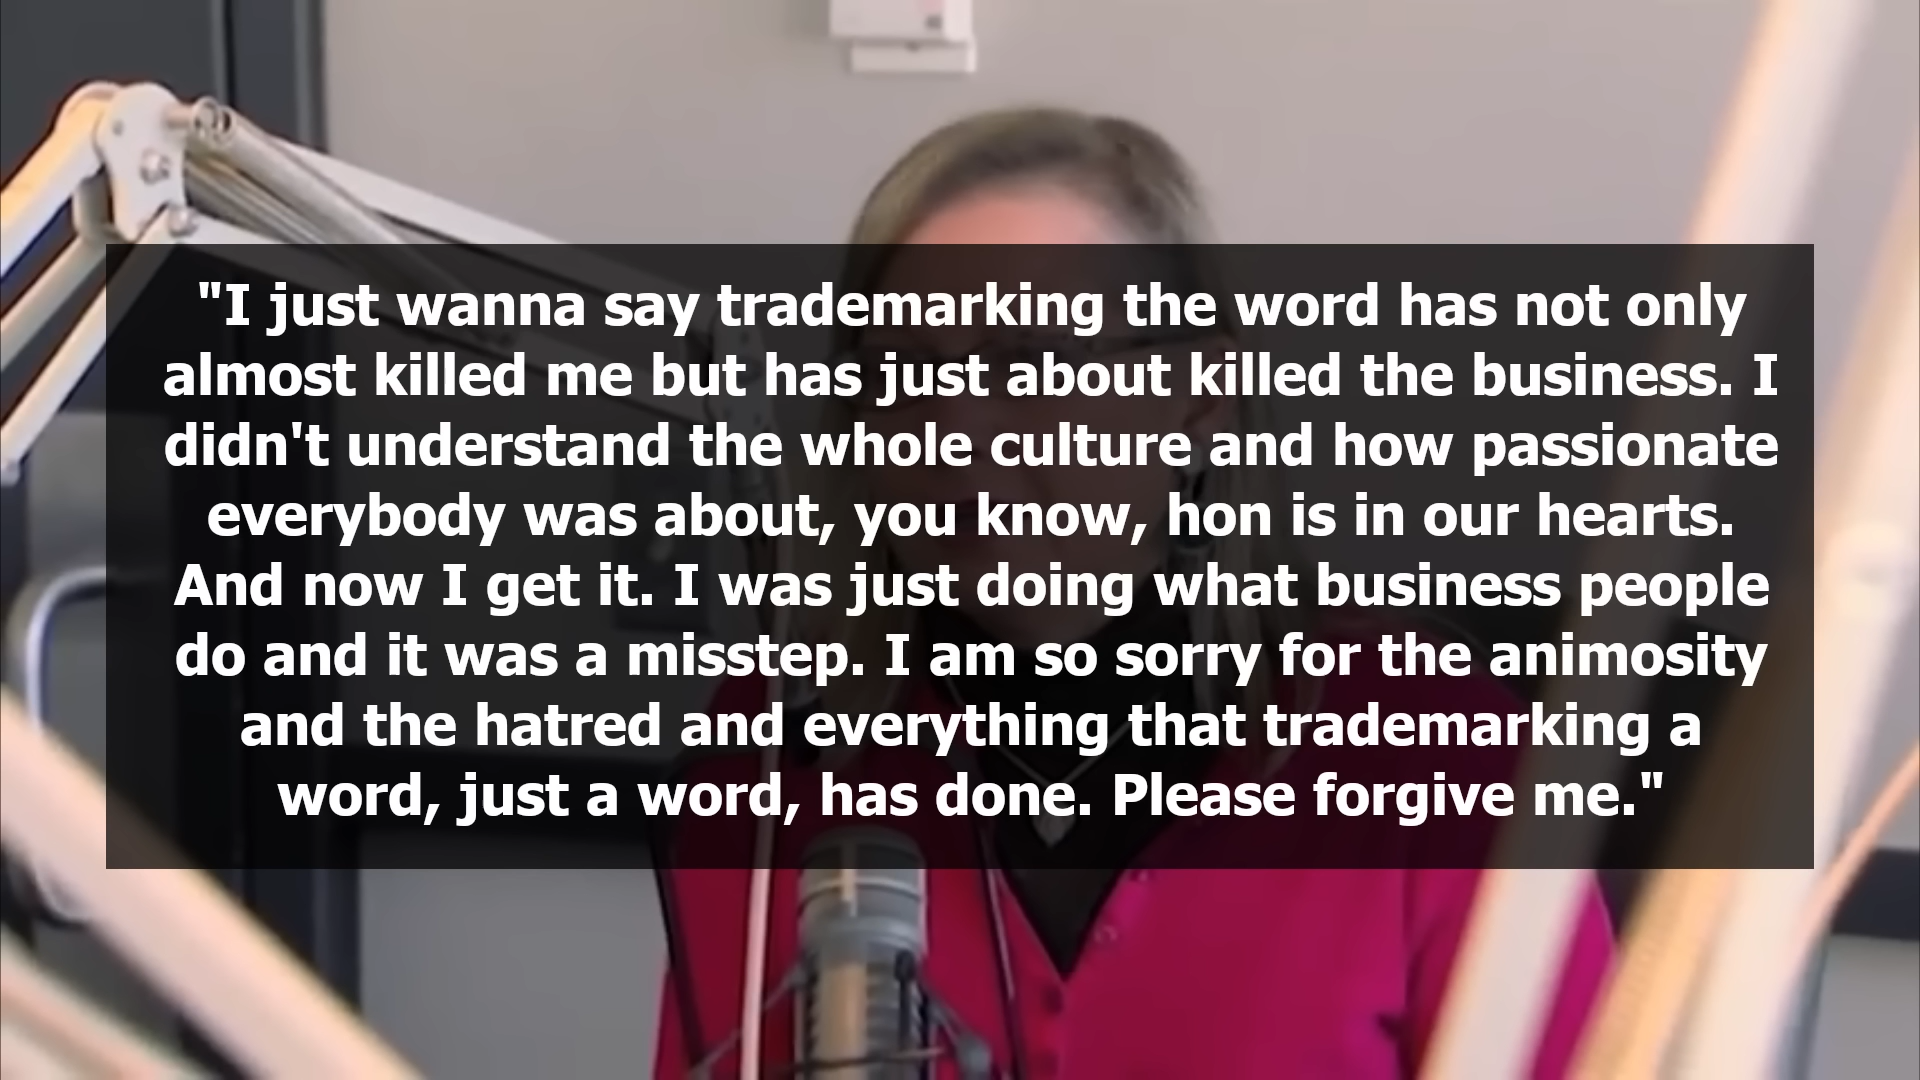 "I just wanna say trademarking the word has not only
almost killed me but has just about killed the business. I
didn't understand the whole culture and how passionate
everybody was about, you know, hon is in our hearts.
And now I get it. I was just doing what business people
do and it was a misstep. I am so sorry for the animosity
and the hatred and everything that trademarking a
word, just a word, has done. Please forgive me."